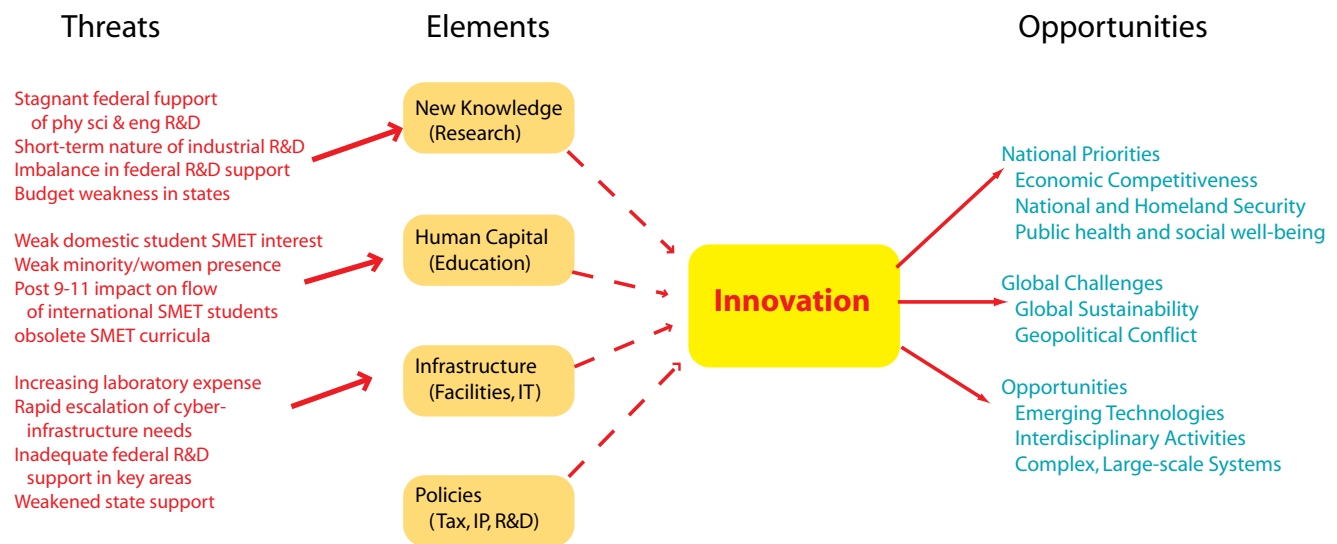 Threats
Stagnant federal fupport
of phy sci & eng R&D
Short-term nature of industrial R&D
Imbalance in federal R&D support
Budget weakness in states
Weak domestic student SMET interest
Weak minority/women presence
Post 9-11 impact on flow
of international SMET students
obsolete SMET curricula
Increasing laboratory expense
Rapid escalation of cyber-
infrastructure needs
Inadequate federal R&D
support in key areas
Weakened state support
Elements
New Knowledge
(Research)
Human Capital
(Education)
Infrastructure
(Facilities, IT)
Policies
(Tax, IP, R&D)
Innovation
Opportunities
National Priorities
Economic Competitiveness
National and Homeland Security
Public health and social well-being
Global Challenges
Global Sustainability
Geopolitical Conflict
Opportunities
Emerging Technologies
Interdisciplinary Activities
Complex, Large-scale Systems